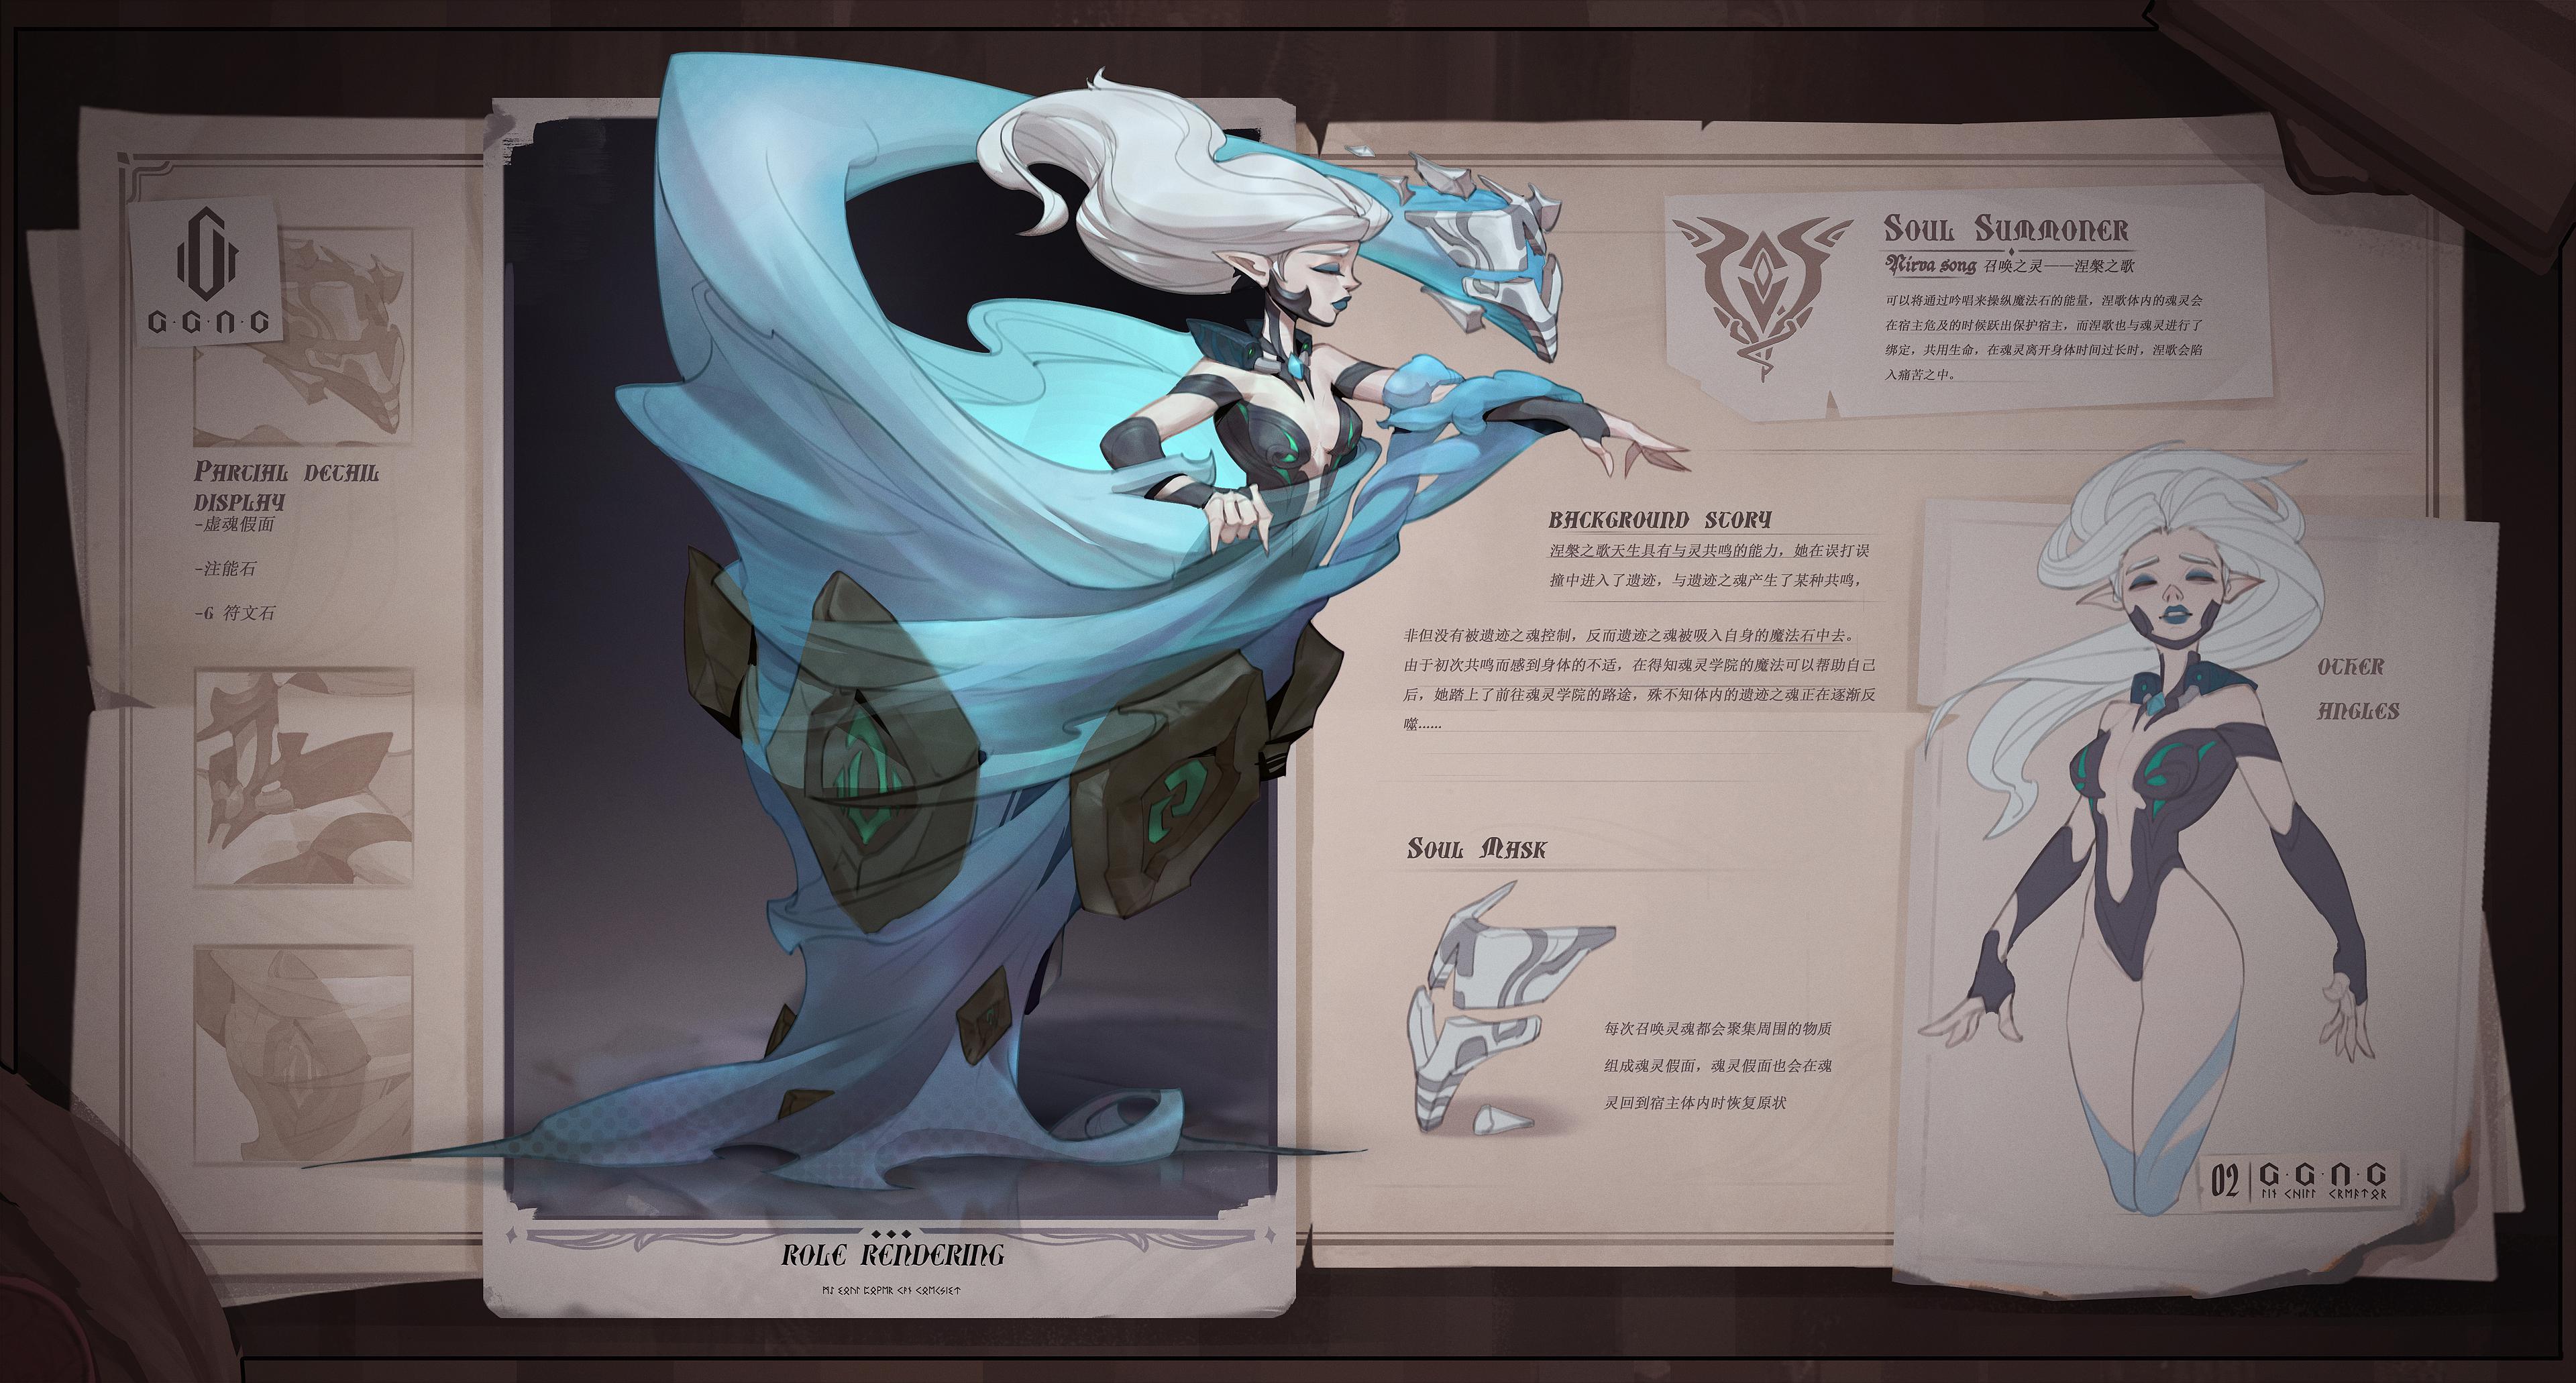 G·G·N·G
PARTIAL DETAIL
DISPLAY
-虚魂假面
-注能石
-G 符文石
ROLE RENDERING
SOUL SUMMONER
Nirva song 召唤之灵——涅槃之歌
可以将通过吟唱来操纵魔法石的能量，涅歌体内的魂灵会
在宿主危及的时候跃出保护宿主，而涅歌也与魂灵进行了
绑定，共用生命，在魂灵离开身体时间过长时，涅歌会陷
入痛苦之中。
BACKGROUND STORY
涅槃之歌天生具有与灵共鸣的能力，她在误打误
撞中进入了遗迹，与遗迹之魂产生了某种共鸣，
非但没有被遗迹之魂控制，反而遗迹之魂被吸入自身的魔法石中去。
由于初次共鸣而感到身体的不适，在得知魂灵学院的魔法可以帮助自己
后，她踏上了前往魂灵学院的路途，殊不知体内的遗迹之魂正在逐渐反
噬......
SOUL MASK
每次召唤灵魂都会聚集周围的物质
组成魂灵假面，魂灵假面也会在魂
灵回到宿主体内时恢复原状
OTHER
ANGLES
02 G·G·N·G